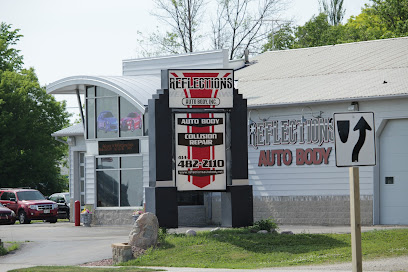 REFLECTIONS
AUTO BODY, INC.
AUTO BODY
COLLISION
REPAIR
482-2110
REFLECTIONS
AUTO BODY